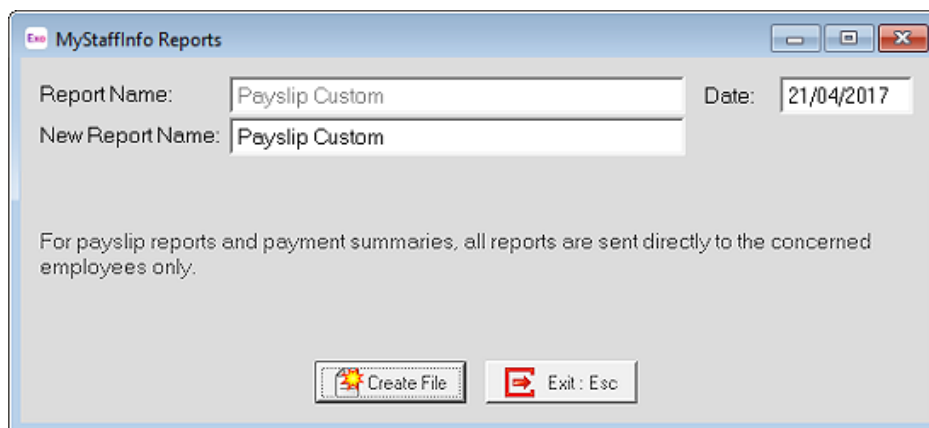 Exo MyStaffInfo Reports
Report Name: Payslip Custom Date: 21/04/2017
New Report Name: Payslip Custom
For payslip reports and payment summaries, all reports are sent directly to the concerned
employees only.
Create File Exit : Esc